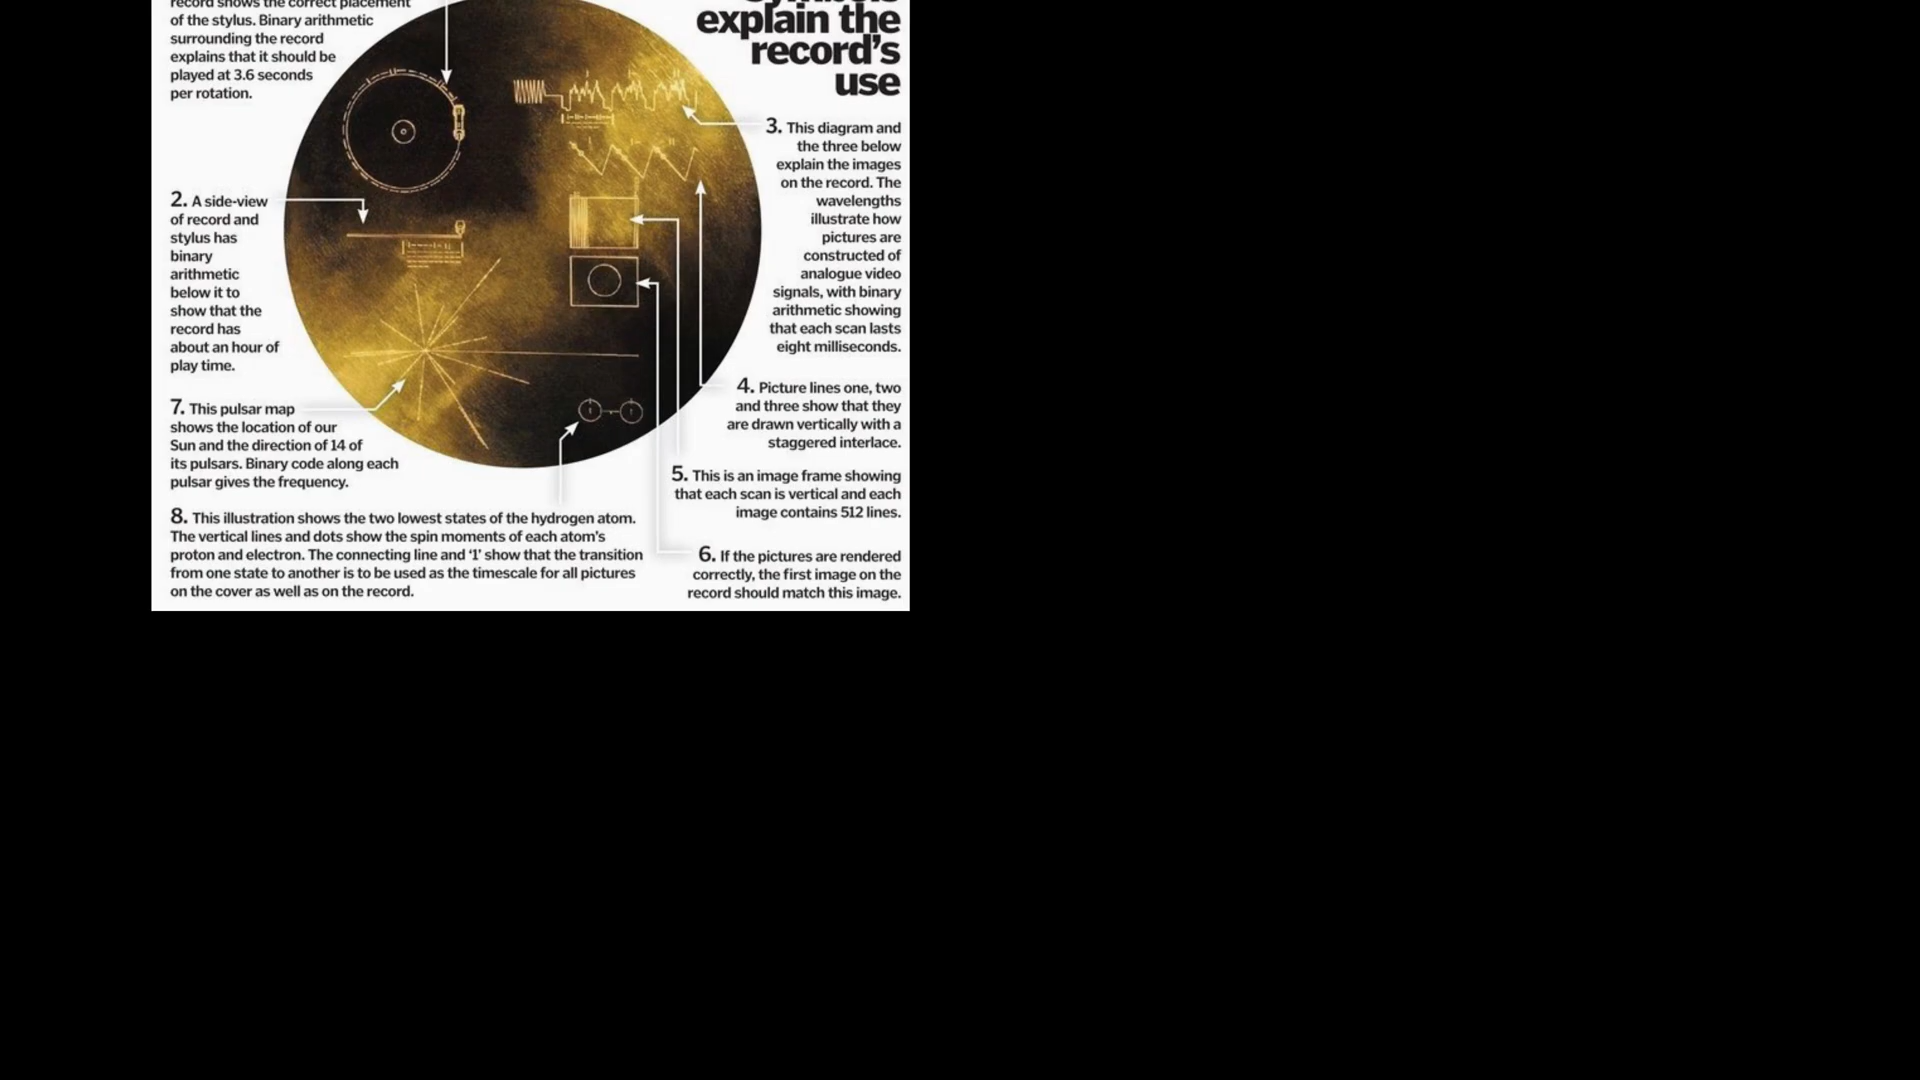 record shows the correct placement
of the stylus. Binary arithmetic
surrounding the record
explains that it should be
played at 3.6 seconds
per rotation.
explain the
record's
use
2. A side-view
of record and
stylus has
binary
arithmetic
below it to
show that the
record has
about an hour of
play time.
3. This diagram and
the three below
explain the images
on the record. The
wavelengths
illustrate how
pictures are
constructed of
analogue video
signals, with binary
arithmetic showing
that each scan lasts
eight milliseconds.
4. Picture lines one, two
and three show that they
are drawn vertically with a
staggered interlace.
5. This is an image frame showing
that each scan is vertical and each
image contains 512 lines.
6. If the pictures are rendered
correctly, the first image on the
record should match this image.
7. This pulsar map
shows the location of our
Sun and the direction of 14 of
its pulsars. Binary code along each
pulsar gives the frequency.
8. This illustration shows the two lowest states of the hydrogen atom.
The vertical lines and dots show the spin moments of each atom's
proton and electron. The connecting line and ‘1’ show that the transition
from one state to another is to be used as the timescale for all pictures
on the cover as well as on the record.